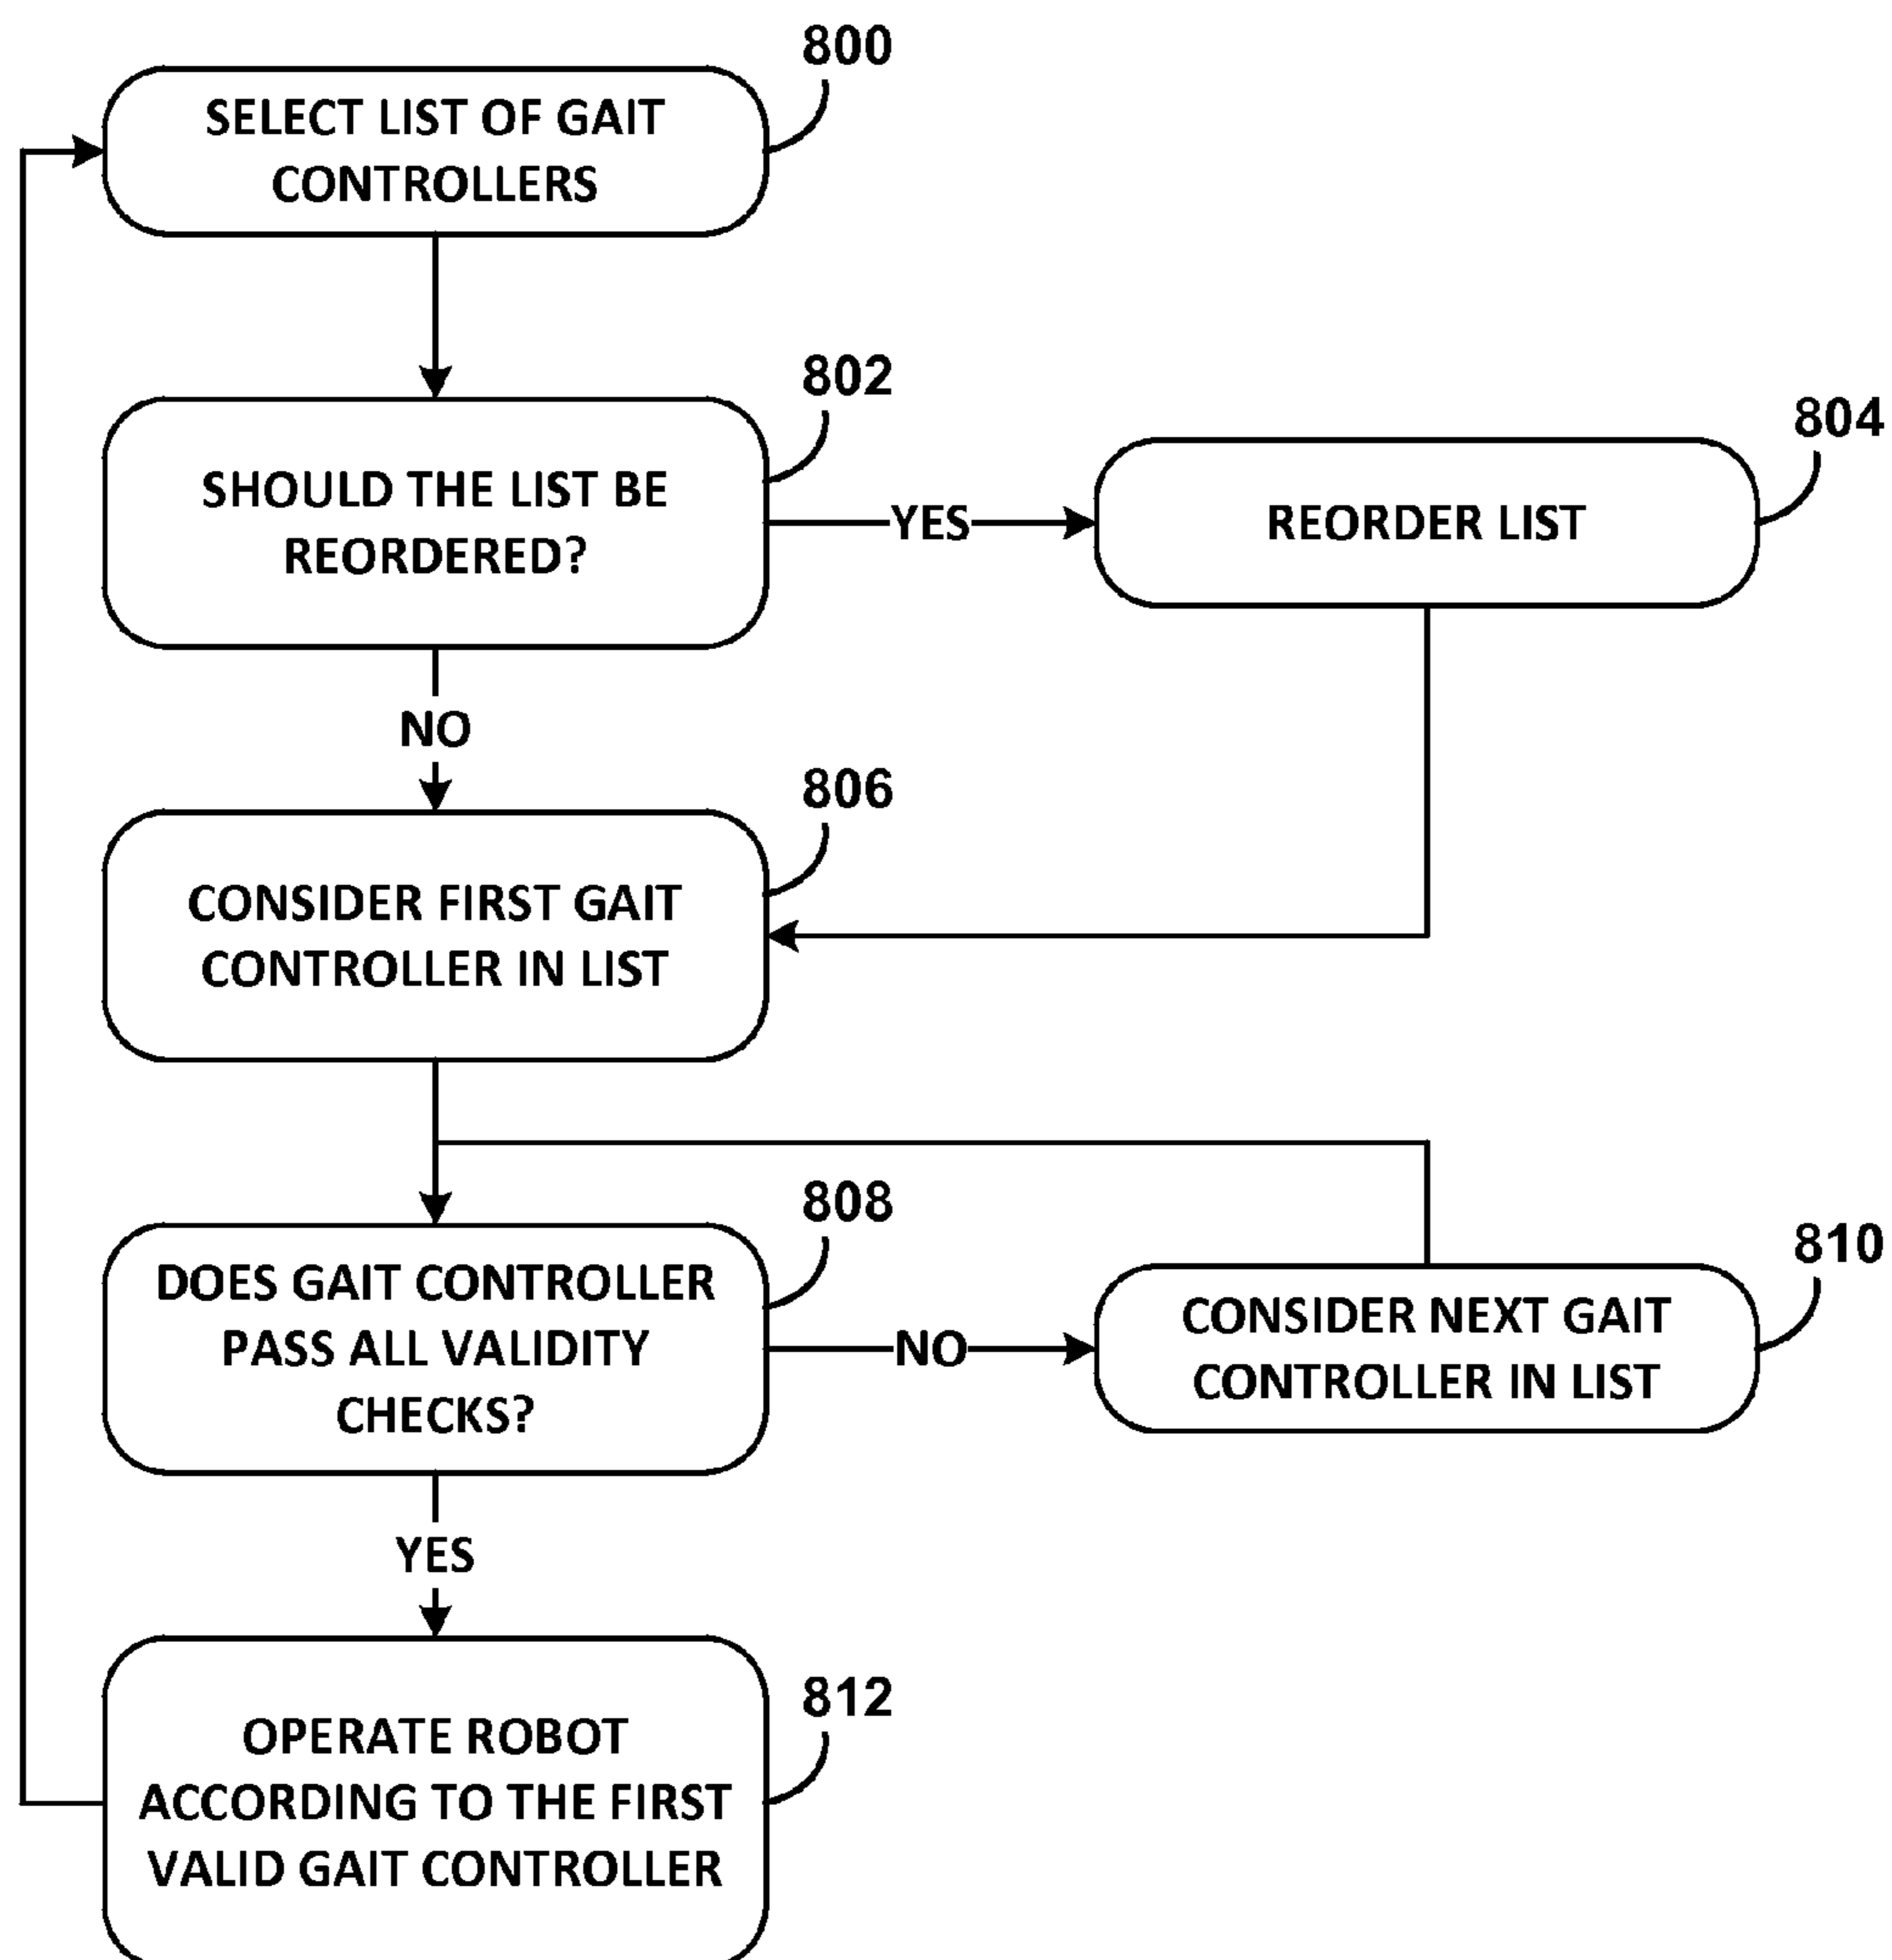 800
SELECT LIST OF GAIT
CONTROLLERS
802
SHOULD THE LIST BE
REORDERED?
YES
804
REORDER LIST
NO
806
CONSIDER FIRST GAIT
CONTROLLER IN LIST
808
DOES GAIT CONTROLLER
PASS ALL VALIDITY
CHECKS?
NO
810
CONSIDER NEXT GAIT
CONTROLLER IN LIST
YES
812
OPERATE ROBOT
ACCORDING TO THE FIRST
VALID GAIT CONTROLLER